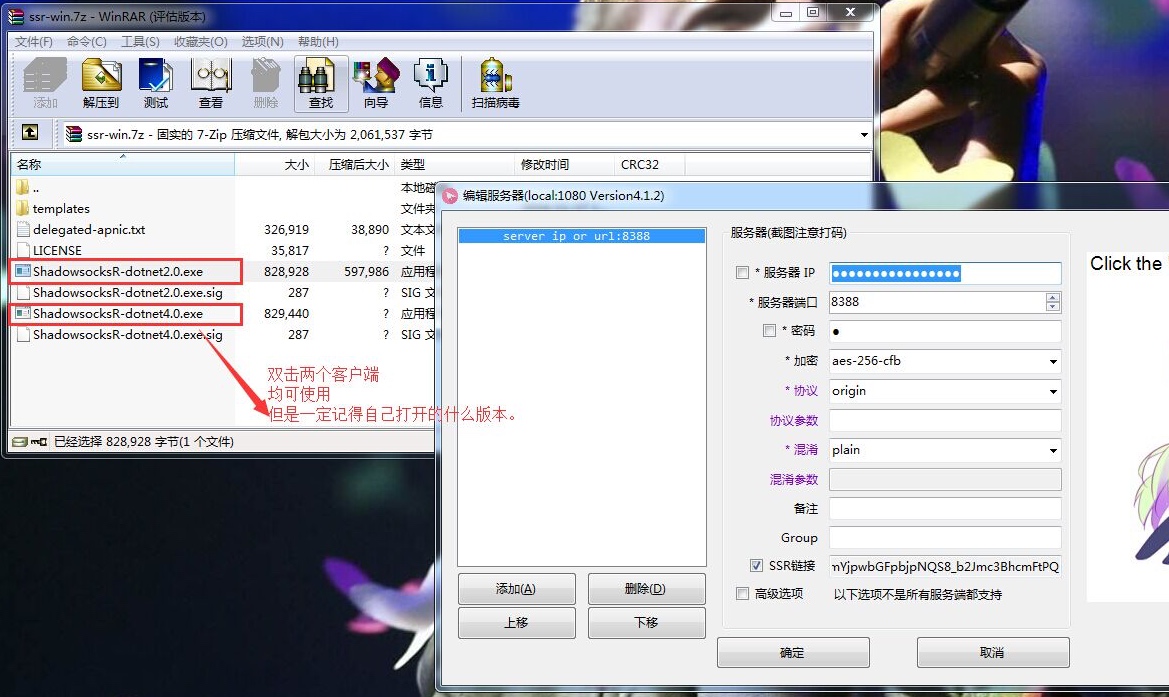 ssr-win.7z - WinRAR (评估版本)
文件(F) 命令(C) 工具(S) 收藏夹(O) 选项(N) 帮助(H)
添加 解压到 测试 查看 删除 查找 向导 信息 扫描病毒
ssr-win.7z - 固实的 7-Zip 压缩文件, 解包大小为 2,061,537 字节
名称 大小 压缩后大小 类型 修改时间 CRC32
.. 本地磁
templates 文件夹
delegated-apnic.txt 326,919 38,890 文本文
LICENSE 35,817 ? 文件
ShadowsocksR-dotnet2.0.exe 828,928 597,986 应用程
ShadowsocksR-dotnet2.0.exe.sig 287 ? SIG 文
ShadowsocksR-dotnet4.0.exe 829,440 ? 应用程
ShadowsocksR-dotnet4.0.exe.sig 287 ? SIG 文
双击两个客户端
均可使用
但是一定记得自己打开的什么版本。
已经选择 828,928 字节(1 个文件)
编辑服务器(local:1080 Version4.1.2)
server ip or url:8388
添加(A) 删除(D)
上移 下移
服务器(截图注意打码)
* 服务器 IP ●●●●●●●●●●●●●●●●
* 服务器端口 8388
* 密码 ●
* 加密 aes-256-cfb
* 协议 origin
协议参数
* 混淆 plain
混淆参数
备注
Group
SSR链接 mYjpwbGFpbjpNQS8_b2Jmc3BhcmFtPQ
高级选项 以下选项不是所有服务端都支持
确定 取消
Click the